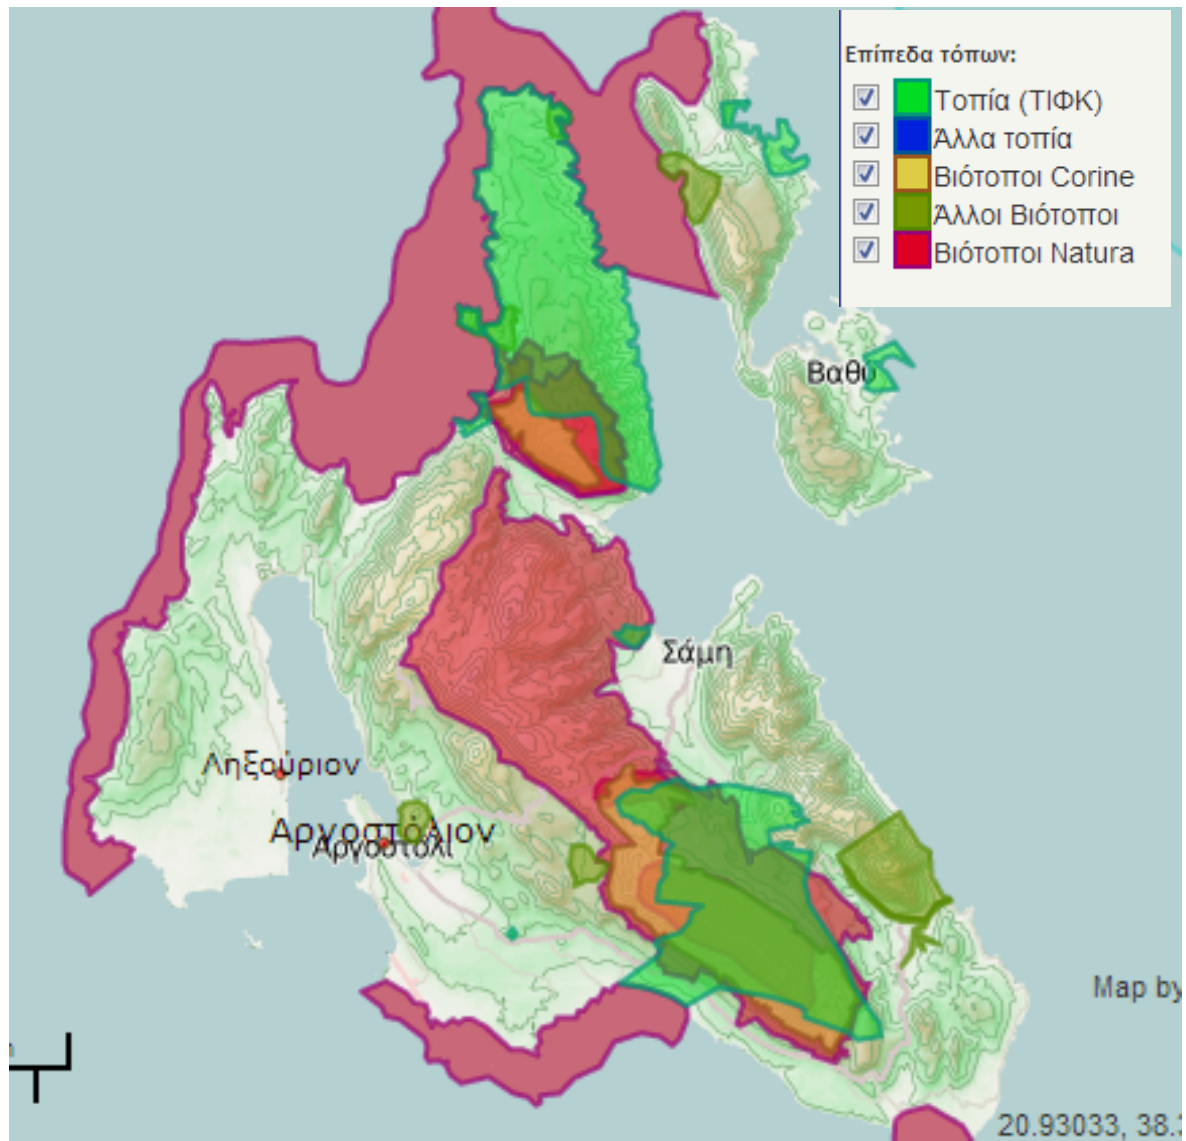 Επίπεδα τόπων:
Τοπία (ΤΙΦΚ)
Άλλα τοπία
Βιότοποι Corine
Άλλοι Βιότοποι
Βιότοποι Natura
Βαθύ
Σάμη
Ληξούριον
Αργοστόλιον
Αργοστόλι
Map by
20.93033, 38.